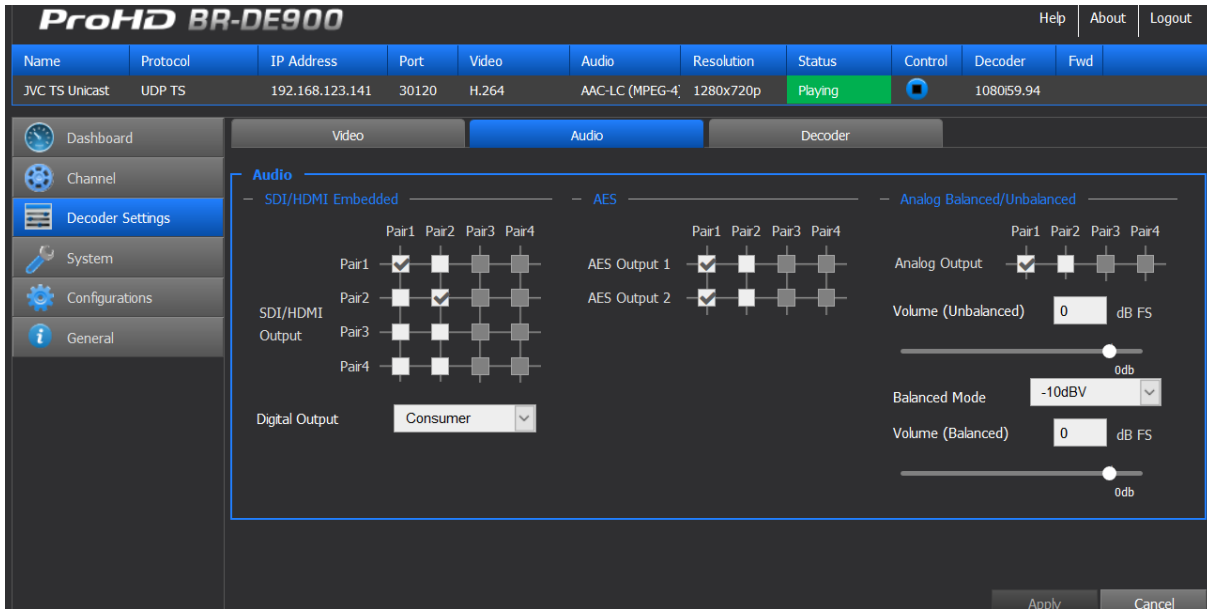 ProHD BR-DE900
Help About Logout
Name Protocol IP Address Port Video Audio Resolution Status Control Decoder Fwd
JVC TS Unicast UDP TS 192.168.123.141 30120 H.264 AAC-LC (MPEG-4) 1280x720p Playing 1080i59.94
Dashboard
Channel
Decoder Settings
System
Configurations
General
Video Audio Decoder
Audio
SDI/HDMI Embedded
Pair1 Pair2 Pair3 Pair4
Pair1
Pair2
Pair3
Pair4
SDI/HDMI
Output
Digital Output Consumer
AES
Pair1 Pair2 Pair3 Pair4
AES Output 1
AES Output 2
Analog Balanced/Unbalanced
Pair1 Pair2 Pair3 Pair4
Analog Output
Volume (Unbalanced) 0 dB FS
0db
Balanced Mode -10dBV
Volume (Balanced) 0 dB FS
0db
Apply Cancel